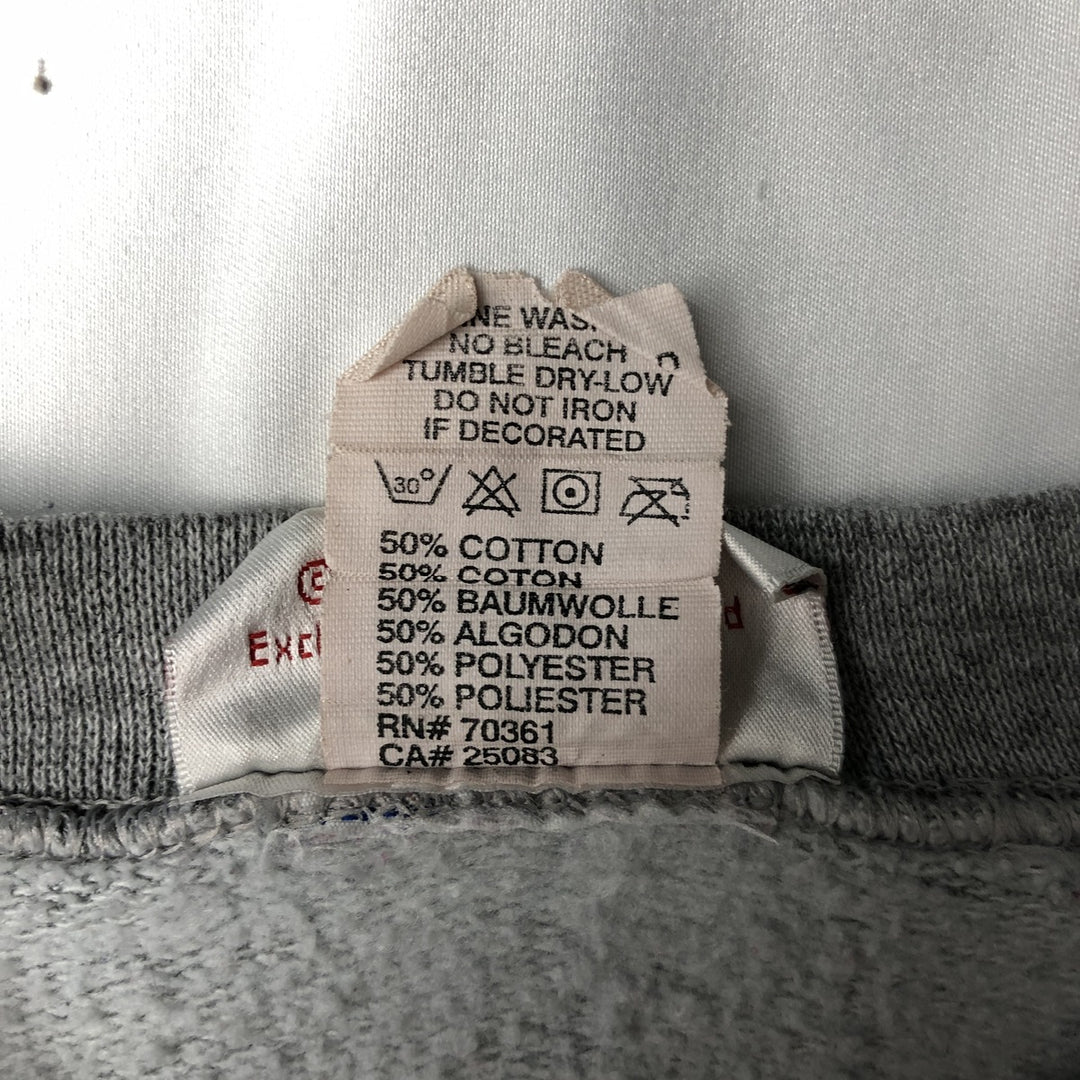 NO BLEACH
TUMBLE DRY-LOW
DO NOT IRON
IF DECORATED
30°
50% COTTON
50% COTON
50% BAUMWOLLE
50% ALGODON
50% POLYESTER
50% POLIESTER
RN# 70361
CA# 25083